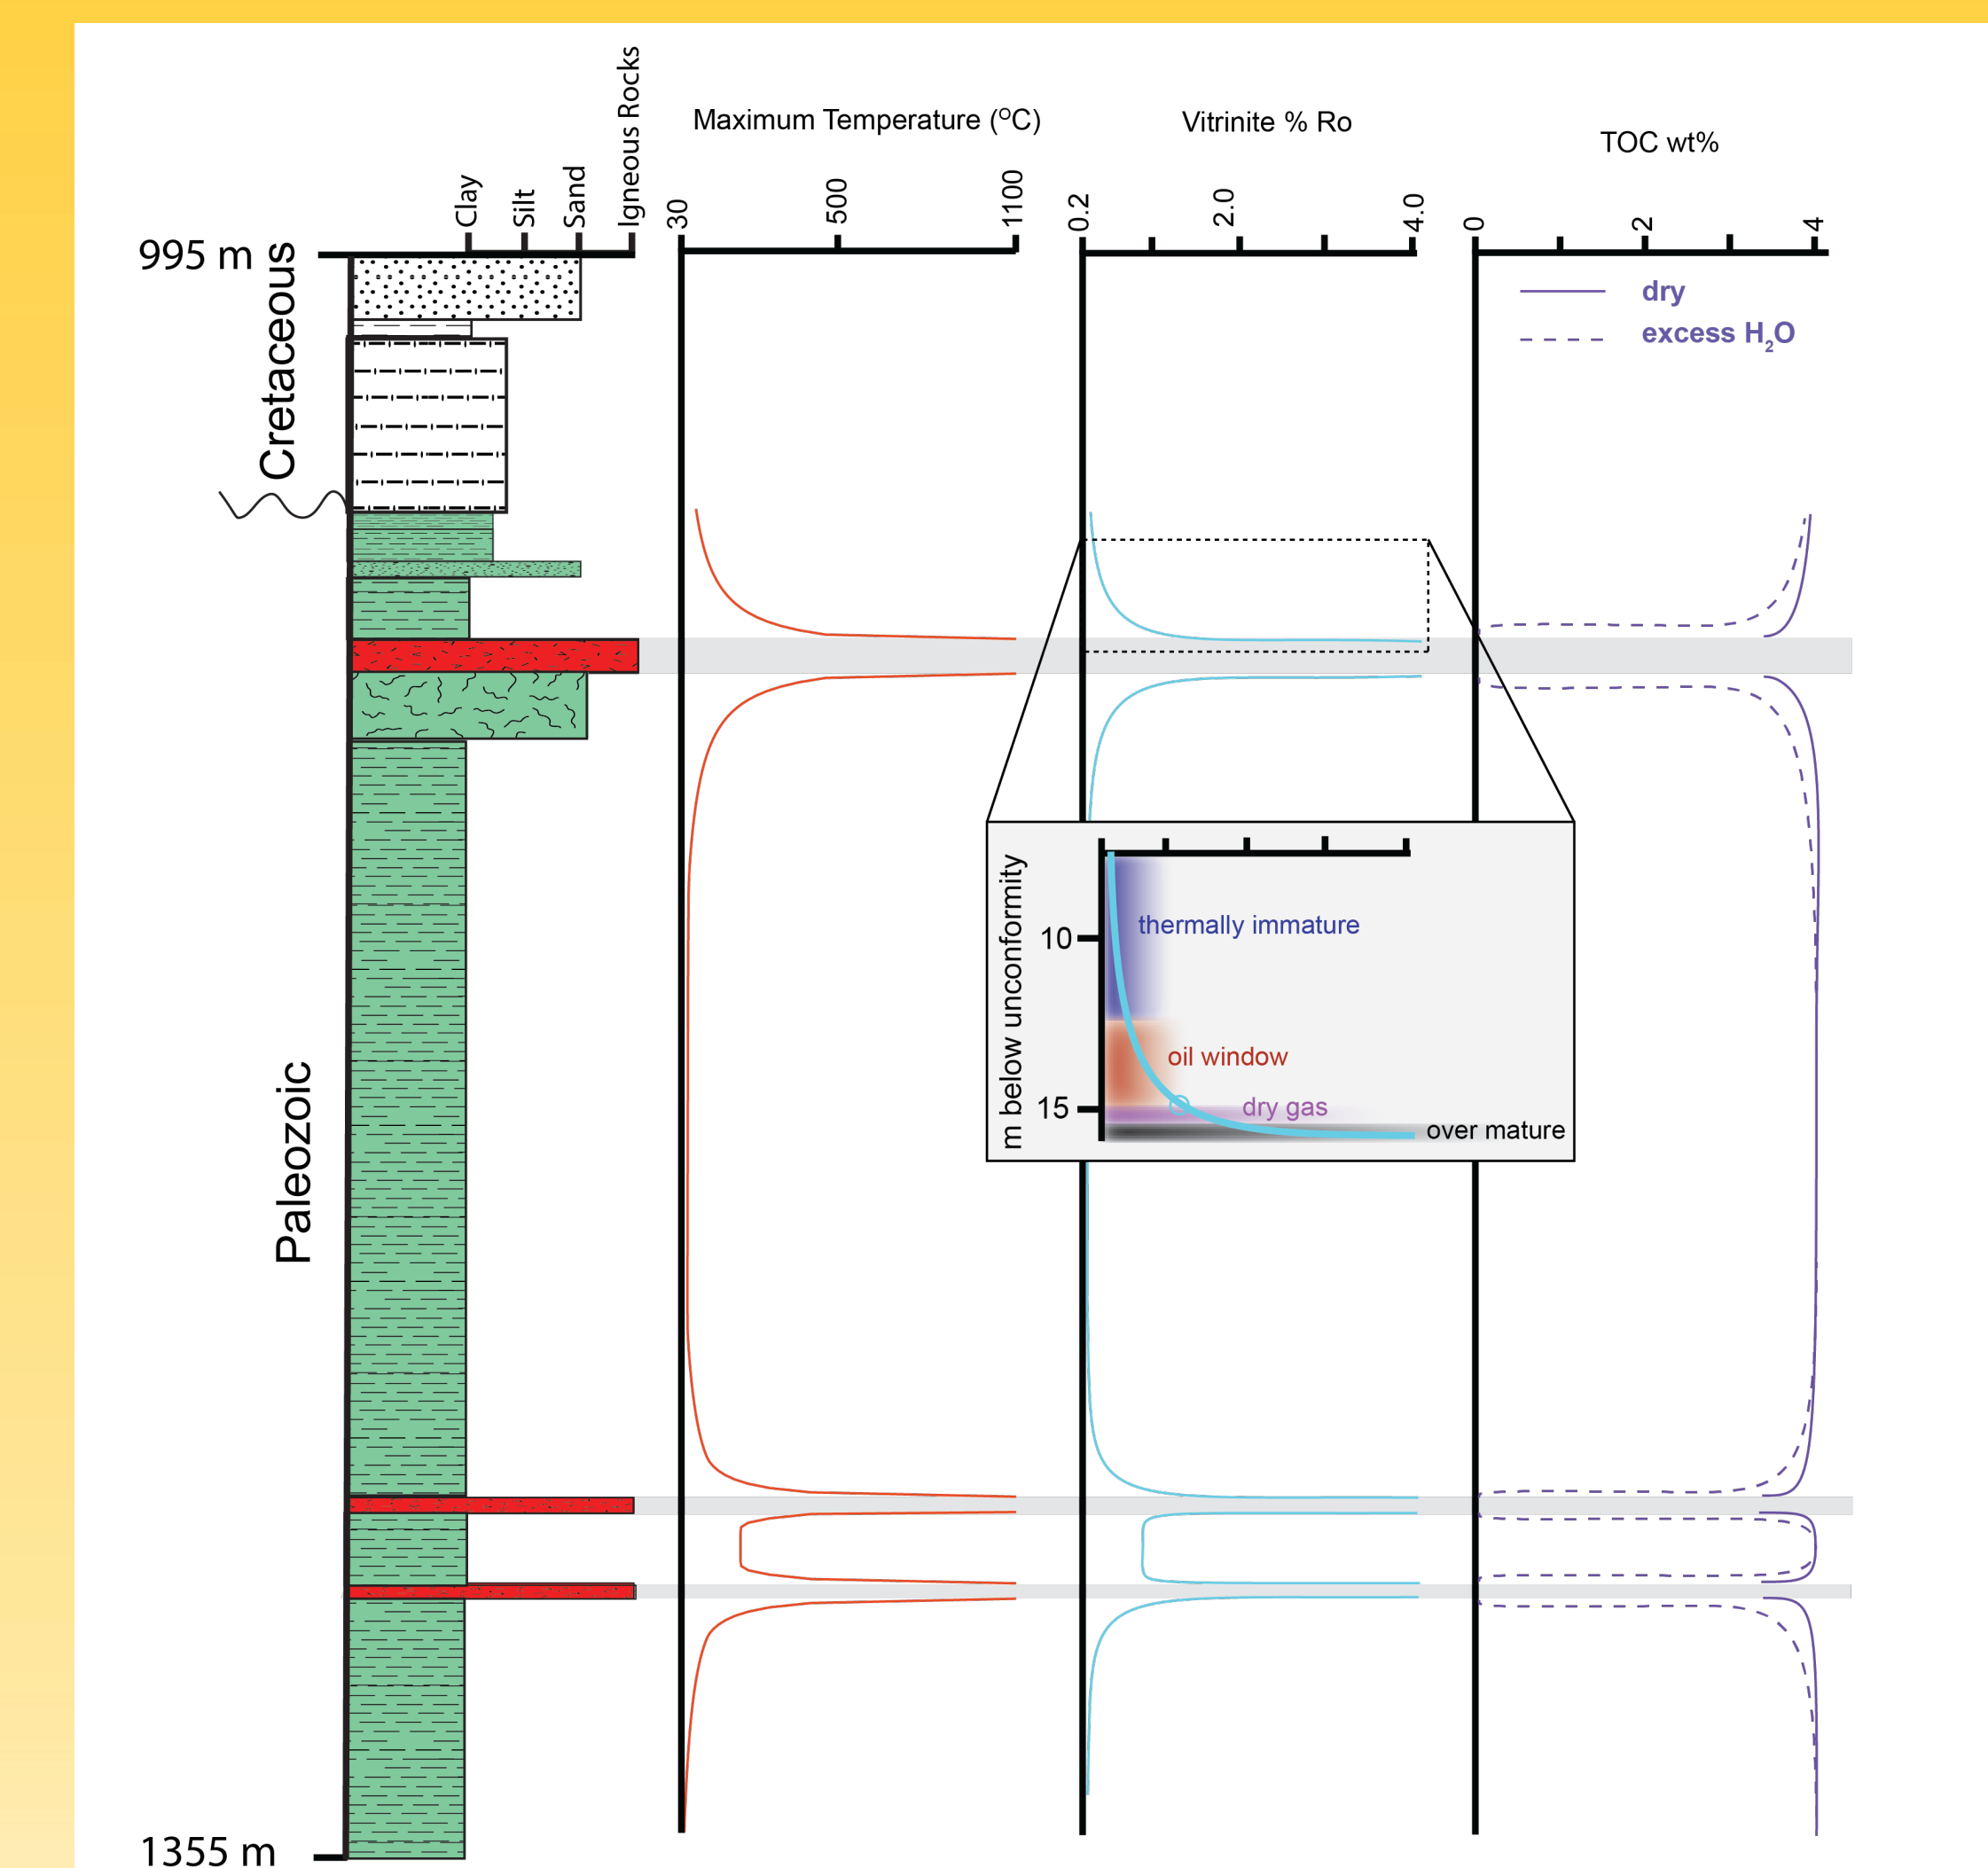 Maximum Temperature (°C)
Vitrinite % Ro
TOC wt%
Clay
Silt
Sand
Igneous Rocks
30
500
1100
0.2
2.0
4.0
0
2
4
995 m
Cretaceous
dry
excess H₂O
Paleozoic
m below unconformity
10
15
thermally immature
oil window
dry gas
over mature
1355 m